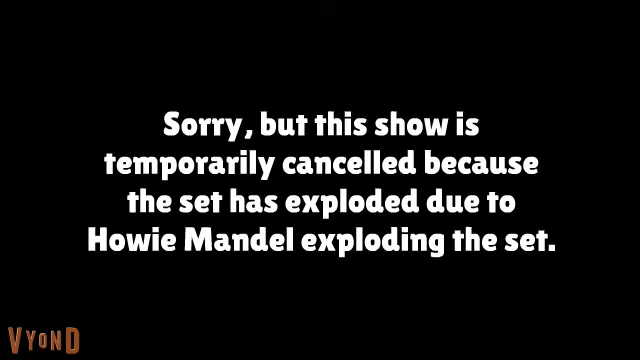 Sorry, but this show is
temporarily cancelled because
the set has exploded due to
Howie Mandel exploding the set.
VYOND